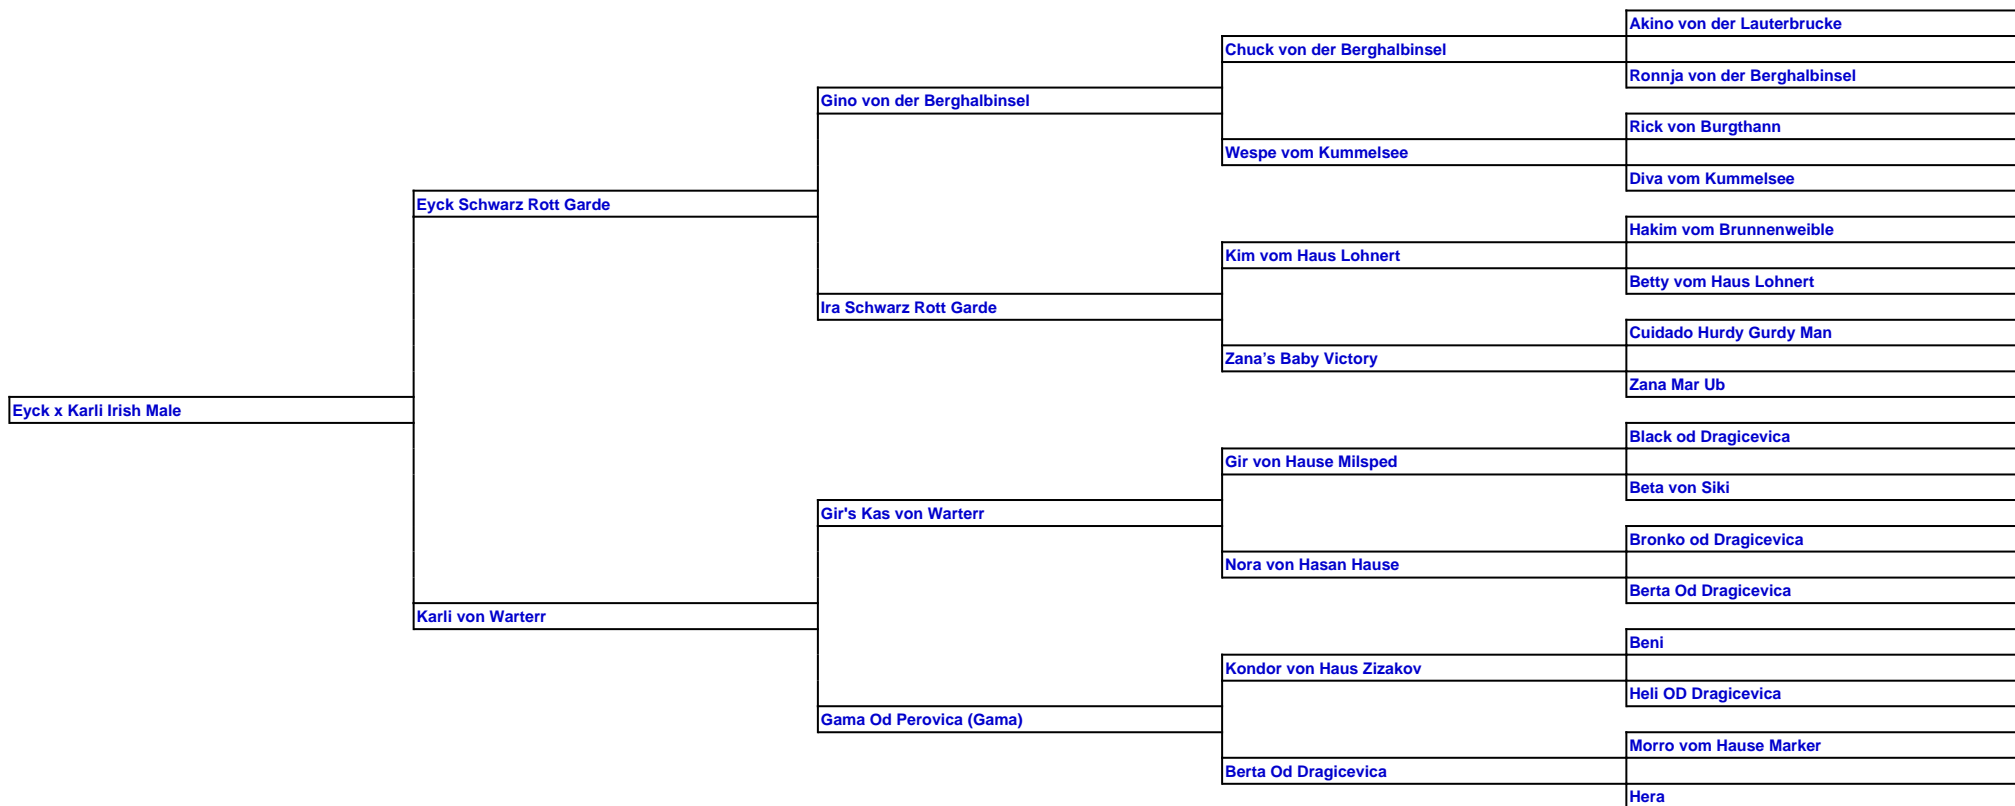 Akino von der Lauterbrucke
Chuck von der Berghalbinsel
Ronnja von der Berghalbinsel
Gino von der Berghalbinsel
Rick von Burgthann
Wespe vom Kummelsee
Diva vom Kummelsee
Eyck Schwarz Rott Garde
Hakim vom Brunnenweible
Kim vom Haus Lohnert
Betty vom Haus Lohnert
Ira Schwarz Rott Garde
Cuidado Hurdy Gurdy Man
Zana’s Baby Victory
Zana Mar Ub
Eyck x Karli Irish Male
Black od Dragicevica
Gir von Hause Milsped
Beta von Siki
Gir's Kas von Warterr
Bronko od Dragicevica
Nora von Hasan Hause
Berta Od Dragicevica
Karli von Warterr
Beni
Kondor von Haus Zizakov
Heli OD Dragicevica
Gama Od Perovica (Gama)
Morro vom Hause Marker
Berta Od Dragicevica
Hera